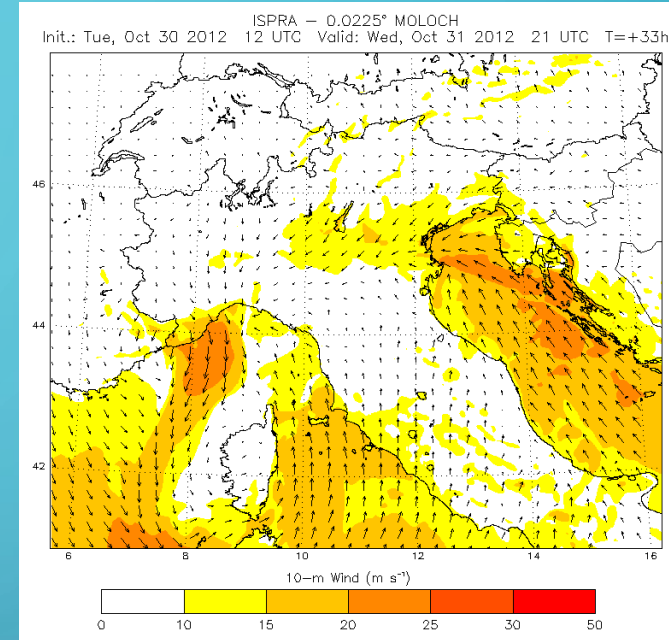 ISPRA – 0.0225° MOLOCH
Init.: Tue, Oct 30 2012 12 UTC Valid: Wed, Oct 31 2012 21 UTC T=+33h
46
44
42
6 8 10 12 14 16
10–m Wind (m s⁻¹)
0 10 15 20 25 30 50